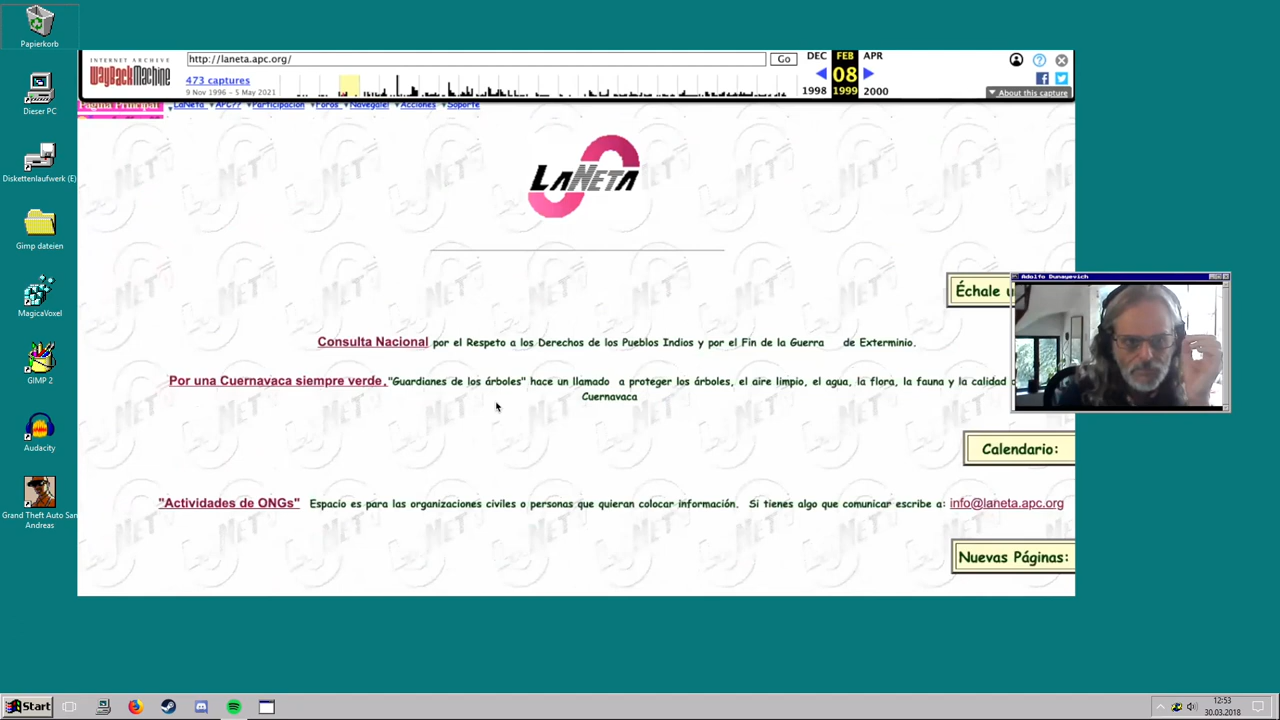 Papierkorb
Dieser PC
Diskettenlaufwerk (E)
Gimp dateien
MagicaVoxel
GIMP 2
Audacity
Grand Theft Auto San
Andreas
INTERNET ARCHIVE
WayBackMachine
http://laneta.apc.org/
Go
DEC
FEB
APR
473 captures
08
9 Nov 1996 - 5 May 2021
1998
1999
2000
About this capture
Página Principal
LaNeta
APC??
Participación
Foros
Navegale!
Acciones
Soporte
LANETA
Échale u
Adolfo Dunayevich
Consulta Nacional por el Respeto a los Derechos de los Pueblos Indios y por el Fin de la Guerra de Exterminio.
Por una Cuernavaca siempre verde. "Guardianes de los árboles" hace un llamado a proteger los árboles, el aire limpio, el agua, la flora, la fauna y la calidad
Cuernavaca
Calendario:
"Actividades de ONGs" Espacio es para las organizaciones civiles o personas que quieran colocar información. Si tienes algo que comunicar escribe a: info@laneta.apc.org
Nuevas Páginas:
Start
12:53
30.03.2018